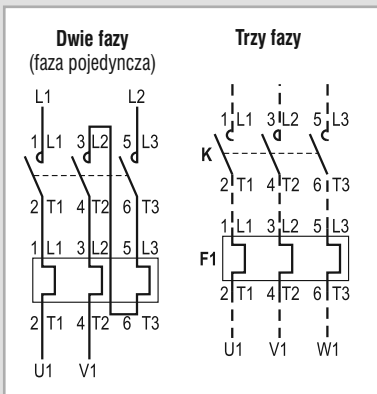 Dwie fazy
(faza pojedyncza)
L1 L2
1 L1 3 L2 5 L3
2 T1 4 T2 6 T3
1 L1 3 L2 5 L3
2 T1 4 T2 6 T3
U1 V1
Trzy fazy
1 L1 3 L2 5 L3
K
2 T1 4 T2 6 T3
1 L1 3 L2 5 L3
F1
2 T1 4 T2 6 T3
U1 V1 W1